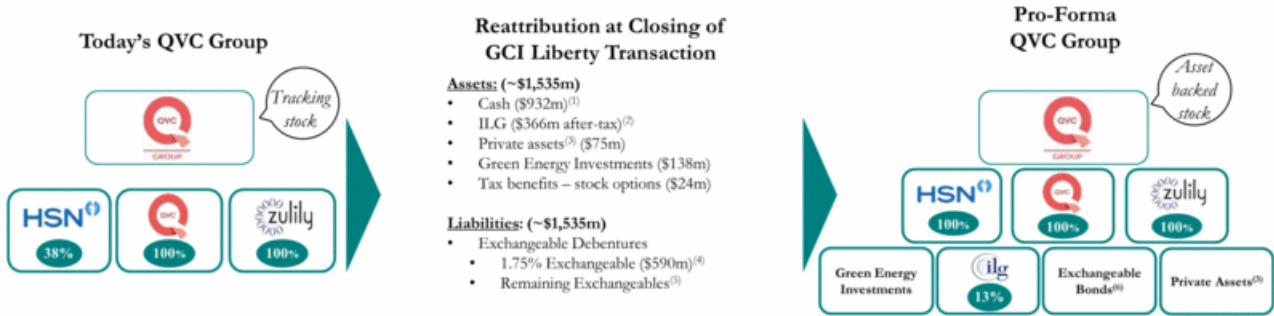 Today's QVC Group
Tracking
stock
QVC
GROUP
HSN
38%
QVC
100%
zulily
100%
Reattribution at Closing of
GCI Liberty Transaction
Assets: (~$1,535m)
• Cash ($932m)(1)
• ILG ($366m after-tax)(2)
• Private assets(3) ($75m)
• Green Energy Investments ($138m)
• Tax benefits – stock options ($24m)
Liabilities: (~$1,535m)
• Exchangeable Debentures
• 1.75% Exchangeable ($590m)(4)
• Remaining Exchangeables(5)
Pro-Forma
QVC Group
Asset
backed
stock
QVC
GROUP
HSN
100%
QVC
100%
zulily
100%
Green Energy
Investments
ilg
13%
Exchangeable
Bonds(6)
Private Assets(3)